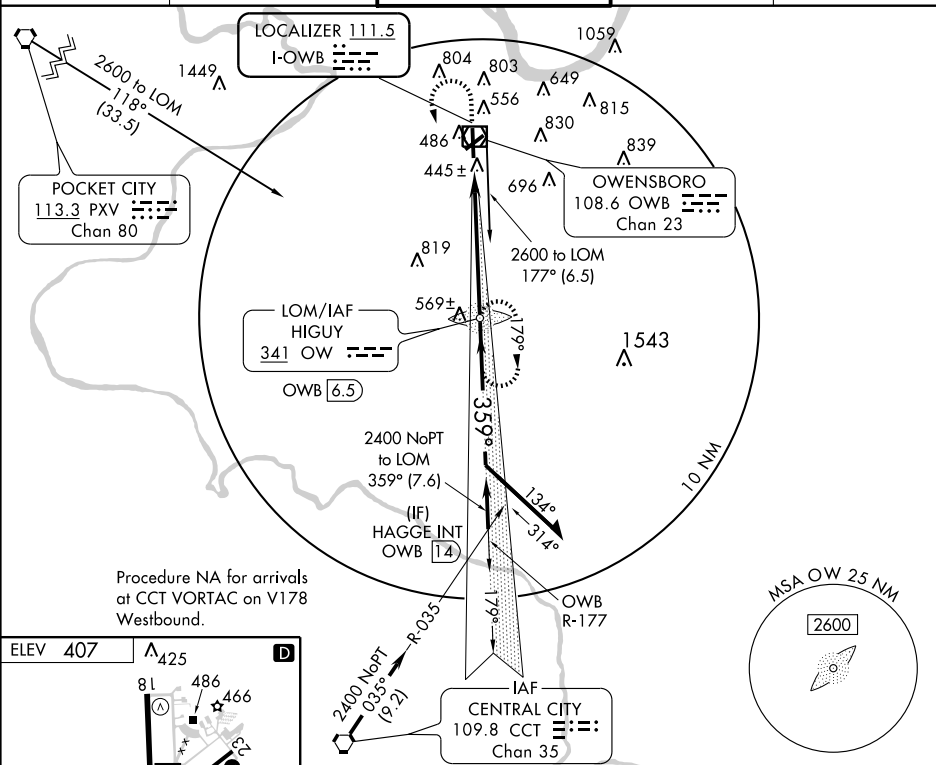 LOCALIZER 111.5
I-OWB
1059
1449
804
803
649
556
815
2600 to LOM
118°
(33.5)
486
830
839
445±
696
POCKET CITY
113.3 PXV
Chan 80
OWENSBORO
108.6 OWB
Chan 23
2600 to LOM
177° (6.5)
819
569±
LOM/IAF
HIGUY
341 OW
OWB 6.5
179°
1543
359°
2400 NoPT
to LOM
359° (7.6)
10 NM
134°
314°
(IF)
HAGGE INT
OWB 14
Procedure NA for arrivals
at CCT VORTAC on V178
Westbound.
R-035
179°
OWB
R-177
MSA OW 25 NM
2600
ELEV 407
425
D
18
486
466
23
2400 NoPT
035°
(9.2)
IAF
CENTRAL CITY
109.8 CCT
Chan 35